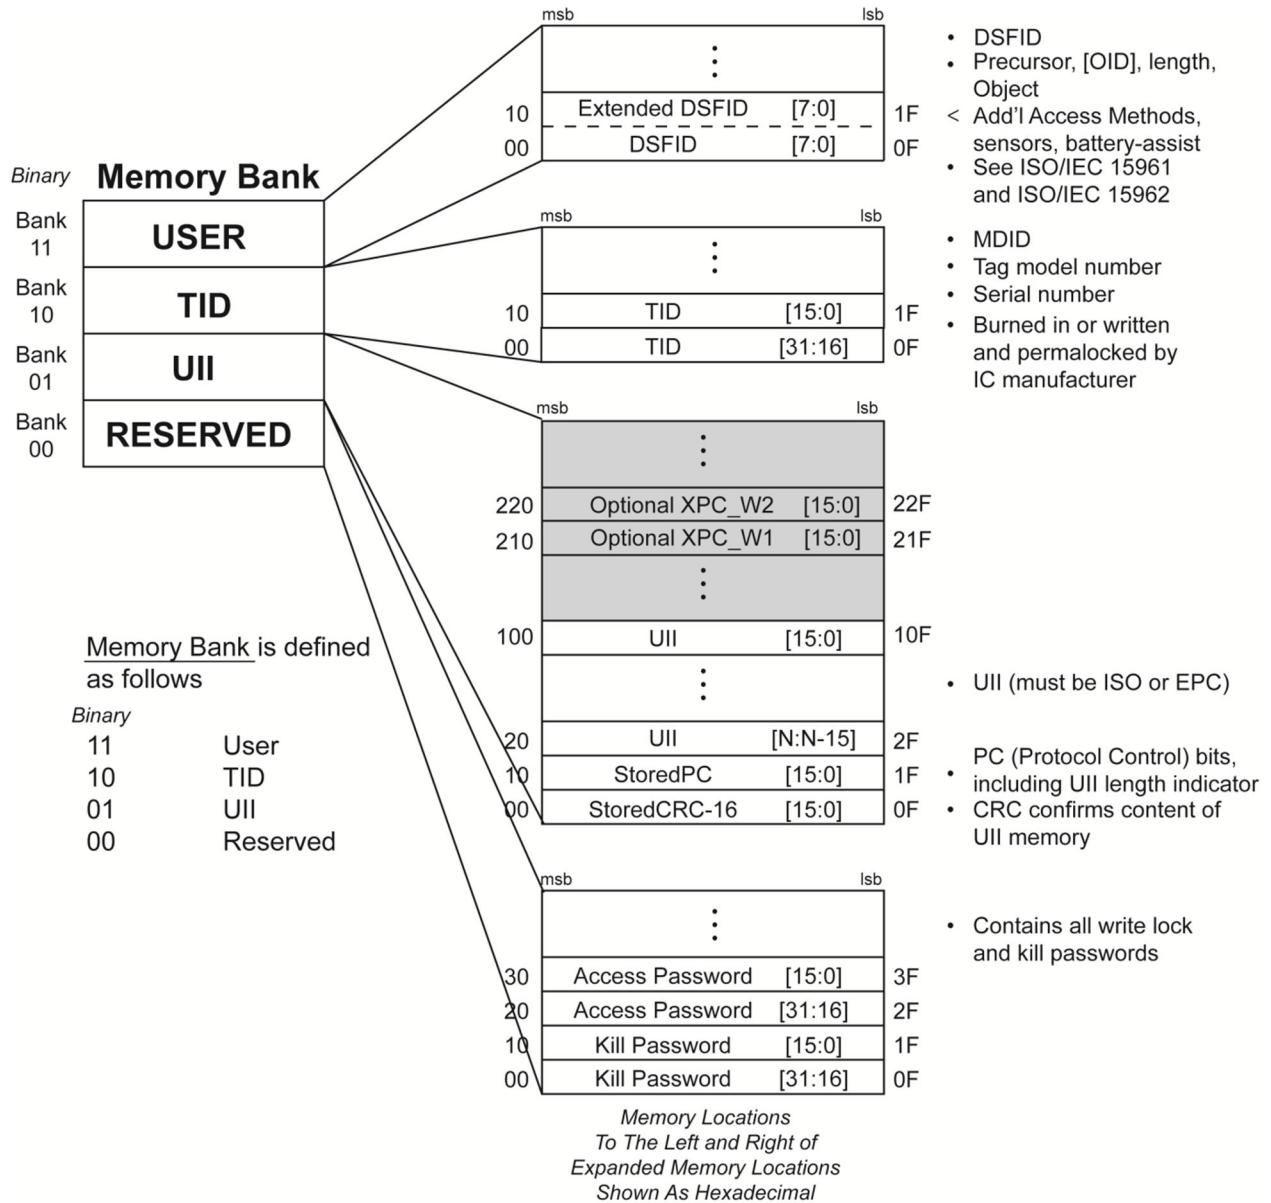 msb lsb
10 Extended DSFID [7:0] 1F
00 DSFID [7:0] 0F
• DSFID
• Precursor, [OID], length,
Object
< Add'l Access Methods,
sensors, battery-assist
• See ISO/IEC 15961
and ISO/IEC 15962
Binary Memory Bank
Bank
11
USER
Bank
10
TID
Bank
01
UII
Bank
00
RESERVED
msb lsb
10 TID [15:0] 1F
00 TID [31:16] 0F
• MDID
• Tag model number
• Serial number
• Burned in or written
and permalocked by
IC manufacturer
msb lsb
220 Optional XPC_W2 [15:0] 22F
210 Optional XPC_W1 [15:0] 21F
100 UII [15:0] 10F
20 UII [N:N-15] 2F
10 StoredPC [15:0] 1F
00 StoredCRC-16 [15:0] 0F
• UII (must be ISO or EPC)
PC (Protocol Control) bits,
• including UII length indicator
• CRC confirms content of
UII memory
Memory Bank is defined
as follows
Binary
11 User
10 TID
01 UII
00 Reserved
msb lsb
30 Access Password [15:0] 3F
20 Access Password [31:16] 2F
10 Kill Password [15:0] 1F
00 Kill Password [31:16] 0F
• Contains all write lock
and kill passwords
Memory Locations
To The Left and Right of
Expanded Memory Locations
Shown As Hexadecimal